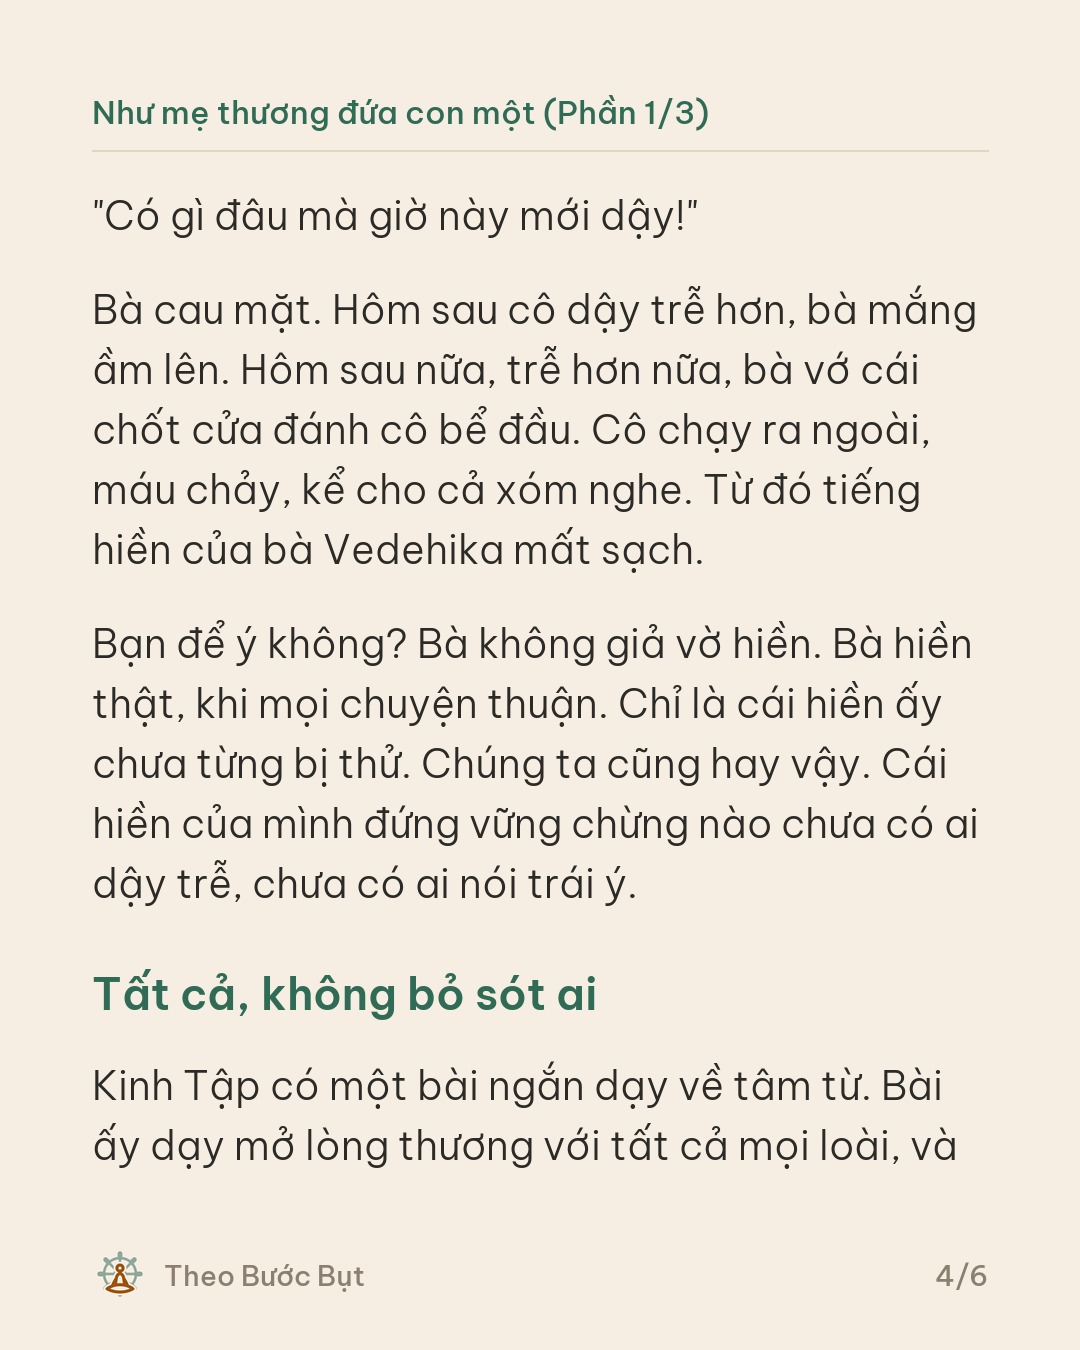 Như mẹ thương đứa con một (Phần 1/3)
"Có gì đâu mà giờ này mới dậy!"
Bà cau mặt. Hôm sau cô dậy trễ hơn, bà mắng
ầm lên. Hôm sau nữa, trễ hơn nữa, bà vớ cái
chốt cửa đánh cô bể đầu. Cô chạy ra ngoài,
máu chảy, kể cho cả xóm nghe. Từ đó tiếng
hiền của bà Vedehika mất sạch.
Bạn để ý không? Bà không giả vờ hiền. Bà hiền
thật, khi mọi chuyện thuận. Chỉ là cái hiền ấy
chưa từng bị thử. Chúng ta cũng hay vậy. Cái
hiền của mình đứng vững chừng nào chưa có ai
dậy trễ, chưa có ai nói trái ý.
Tất cả, không bỏ sót ai
Kinh Tập có một bài ngắn dạy về tâm từ. Bài
ấy dạy mở lòng thương với tất cả mọi loài, và
Theo Bước Bụt
4/6